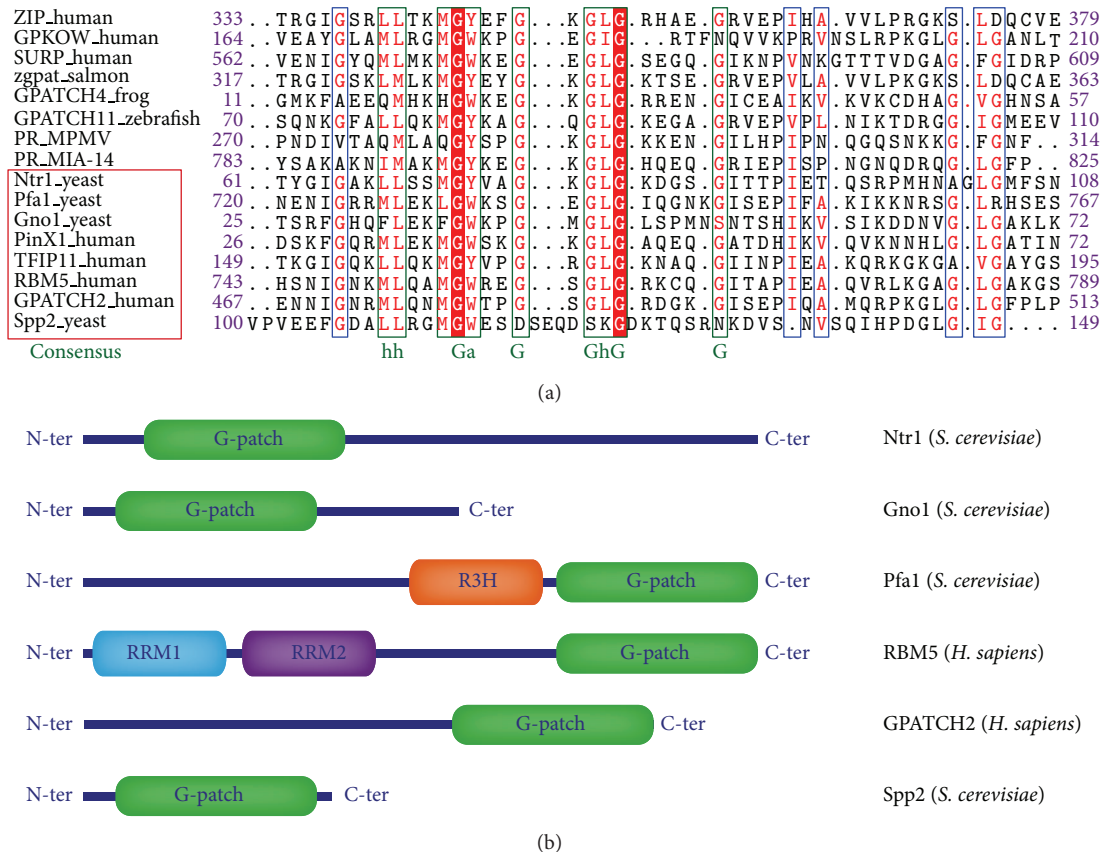 ZIP_human 333 ..TRGIGSRLLTKMGYEFG...KGLG.RHAE.GRVEPIHA.VVLPRGKS.LDQCVE 379
GPKOW_human 164 ..VEAYGLAMLRGMGWKPG...EGIG...RTFNQVVKPRVNSLRPKGLG.LGANLT 210
SURP_human 562 ..VENIGYQMLMKMGWKEG...EGLG.SEGQ.GIKNPVNKGTTTVDGAG.FGIDRP 609
zgpat_salmon 317 ..TRGIGSKLMLKMGYEYG...KGLG.KTSE.GRVEPVLA.VVLPKGKS.LDQCAE 363
GPATCH4_frog 11 ..GMKFAEEQMHKHGWKEG...KGLG.RREN.GICEAIKV.KVKCDHAG.VGHNSA 57
GPATCH11_zebrafish 70 ..SQNKGFALLQKMGYKAG...QGLG.KEGA.GRVEPVPL.NIKTDRGG.IGMEEV 110
PR_MPMV 270 ..PNDIVTAQMLAQGYSPG...KGLG.KKEN.GILHPIPN.QGQSNKKG.FGNF.. 314
PR_MIA-14 783 ..YSAKAKNIMAKMGYKEG...KGLG.HQEQ.GRIEPISP.NGNQDRQG.LGFP.. 825
Ntr1_yeast 61 ..TYGIGAKLLSSMGYVAG...KGLG.KDGS.GITTPIET.QSRPMHNAGLGMFSN 108
Pfa1_yeast 720 ..NENIGRRMLEKLGWKSG...EGLG.IQGNKGISEPIFA.KIKKNRSG.LRHSES 767
Gno1_yeast 25 ..TSRFGHQFLEKFGWKPG...MGLG.LSPMNSNTSHIKV.SIKDDNVG.LGAKLK 72
PinX1_human 26 ..DSKFGQRMLEKMGWSKG...KGLG.AQEQ.GATDHIKV.QVKNNHLG.LGATIN 72
TFIP11_human 149 ..TKGIGQKLLQKMGYVPG...RGLG.KNAQ.GIINPIEA.KQRKGKGA.VGAYGS 195
RBM5_human 743 ..HSNIGNKMLQAMGWREG...SGLG.RKCQ.GITAPIEA.QVRLKGAG.LGAKGS 789
GPATCH2_human 467 ..ENNIGNRMLQNMGWTPG...SGLG.RDGK.GISEPIQA.MQRPKGLG.LGFPLP 513
Spp2_yeast 100 VPVEEFGDALLRGMGWESDSEQDSKGDKTQSRNKDVS.NVSQIHPDGLG.IG.... 149
Consensus hh Ga G GhG G
(a)
N-ter G-patch C-ter Ntr1 (S. cerevisiae)
N-ter G-patch C-ter Gno1 (S. cerevisiae)
N-ter R3H G-patch C-ter Pfa1 (S. cerevisiae)
N-ter RRM1 RRM2 G-patch C-ter RBM5 (H. sapiens)
N-ter G-patch C-ter GPATCH2 (H. sapiens)
N-ter G-patch C-ter Spp2 (S. cerevisiae)
(b)